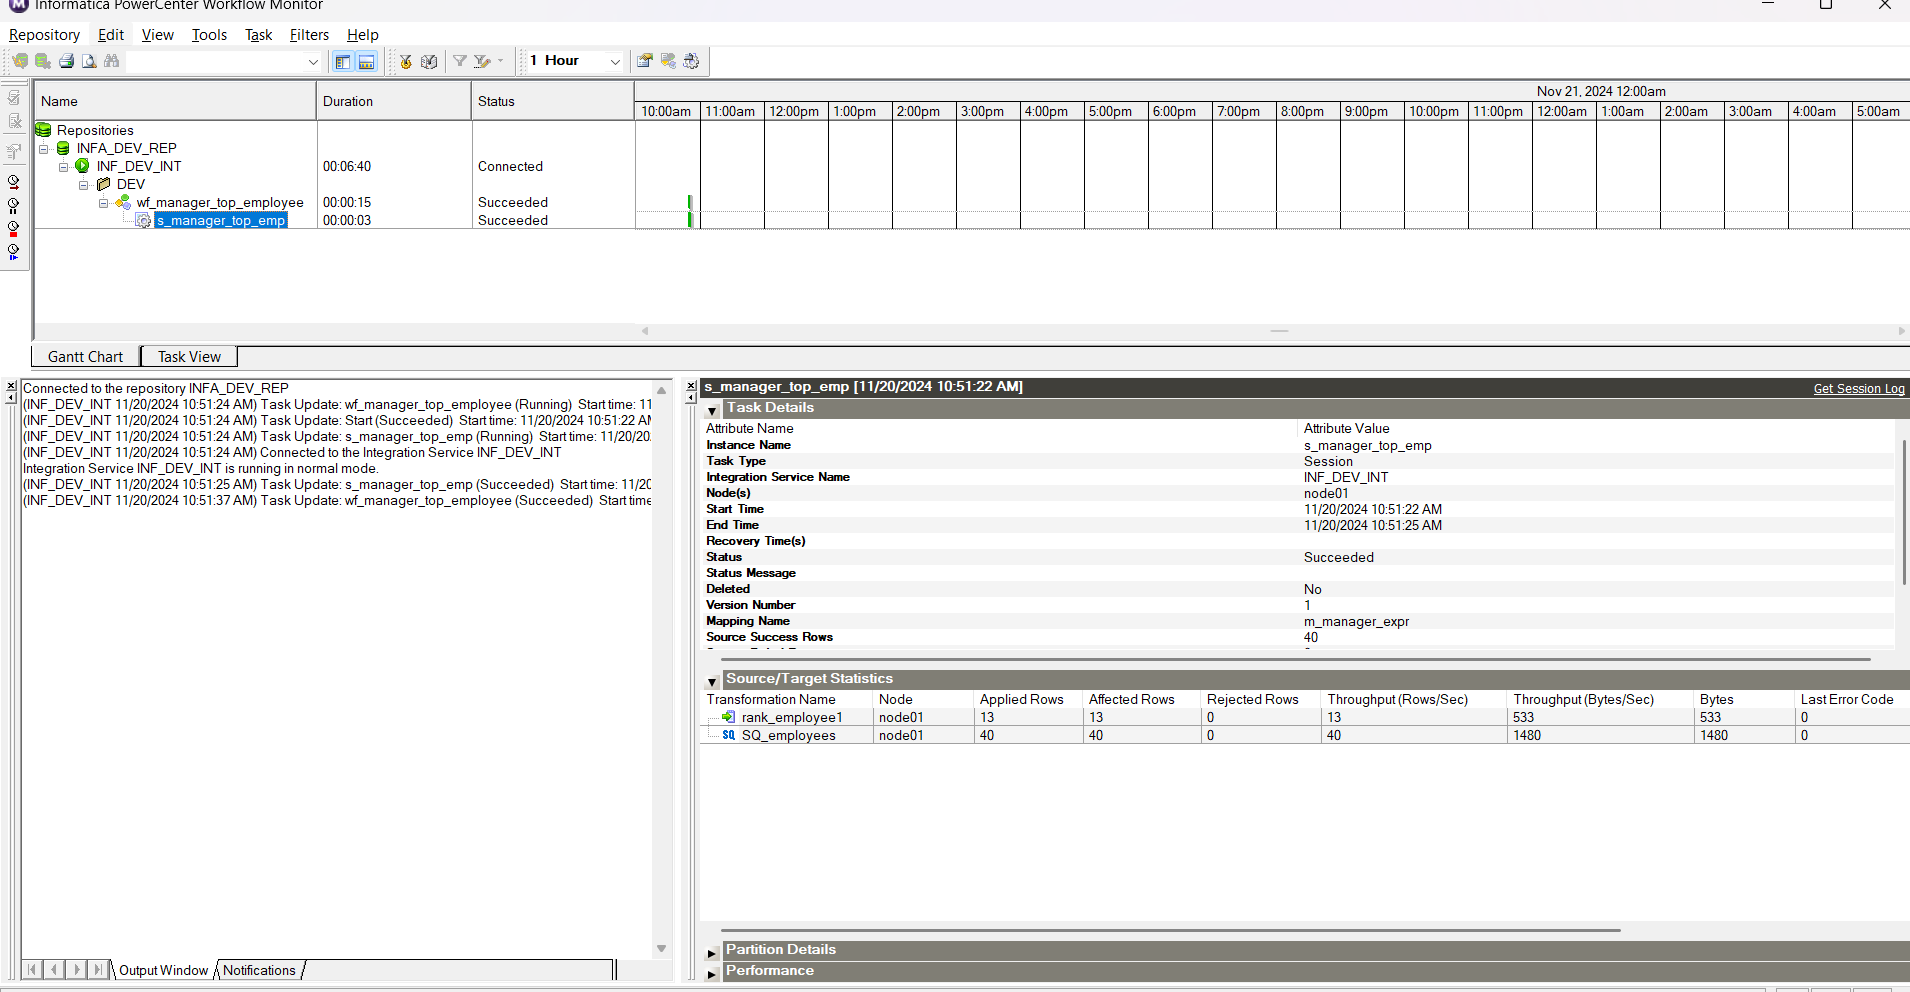 Informatica PowerCenter Workflow Monitor
Repository Edit View Tools Task Filters Help
1 Hour
Name Duration Status
Nov 21, 2024 12:00am
10:00am 11:00am 12:00pm 1:00pm 2:00pm 3:00pm 4:00pm 5:00pm 6:00pm 7:00pm 8:00pm 9:00pm 10:00pm 11:00pm 12:00am 1:00am 2:00am 3:00am 4:00am 5:00am
Repositories
INFA_DEV_REP
INF_DEV_INT 00:06:40 Connected
DEV
wf_manager_top_employee 00:00:15 Succeeded
s_manager_top_emp 00:00:03 Succeeded
Gantt Chart Task View
Connected to the repository INFA_DEV_REP
(INF_DEV_INT 11/20/2024 10:51:24 AM) Task Update: wf_manager_top_employee (Running) Start time: 11
(INF_DEV_INT 11/20/2024 10:51:24 AM) Task Update: Start (Succeeded) Start time: 11/20/2024 10:51:22 AM
(INF_DEV_INT 11/20/2024 10:51:24 AM) Task Update: s_manager_top_emp (Running) Start time: 11/20/20
(INF_DEV_INT 11/20/2024 10:51:24 AM) Connected to the Integration Service INF_DEV_INT
Integration Service INF_DEV_INT is running in normal mode.
(INF_DEV_INT 11/20/2024 10:51:25 AM) Task Update: s_manager_top_emp (Succeeded) Start time: 11/20
(INF_DEV_INT 11/20/2024 10:51:37 AM) Task Update: wf_manager_top_employee (Succeeded) Start time
Output Window Notifications
s_manager_top_emp [11/20/2024 10:51:22 AM] Get Session Log
Task Details
Attribute Name Attribute Value
Instance Name s_manager_top_emp
Task Type Session
Integration Service Name INF_DEV_INT
Node(s) node01
Start Time 11/20/2024 10:51:22 AM
End Time 11/20/2024 10:51:25 AM
Recovery Time(s)
Status Succeeded
Status Message
Deleted No
Version Number 1
Mapping Name m_manager_expr
Source Success Rows 40
Source/Target Statistics
Transformation Name Node Applied Rows Affected Rows Rejected Rows Throughput (Rows/Sec) Throughput (Bytes/Sec) Bytes Last Error Code
rank_employee1 node01 13 13 0 13 533 533 0
SQ SQ_employees node01 40 40 0 40 1480 1480 0
Partition Details
Performance